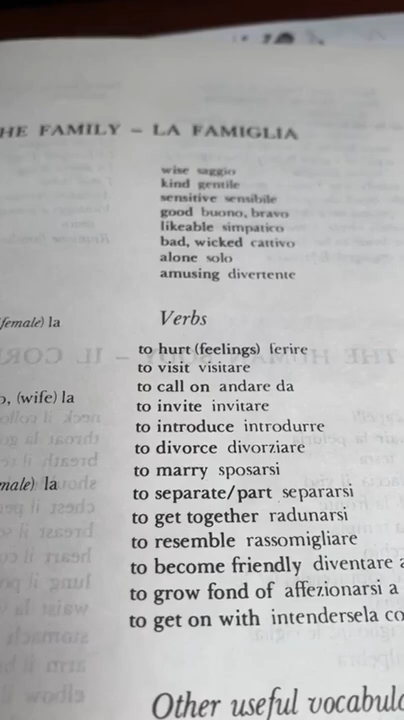 HE FAMILY – LA FAMIGLIA
wise saggio
kind gentile
sensitive sensibile
good buono, bravo
likeable simpatico
bad, wicked cattivo
alone solo
amusing divertente
female) la
Verbs
to hurt (feelings) ferire
to visit visitare
to call on andare da
o, (wife) la
to invite invitare
to introduce introdurre
to divorce divorziare
to marry sposarsi
male) la
to separate/part separarsi
to get together radunarsi
to resemble rassomigliare
to become friendly diventare a
to grow fond of affezionarsi a
to get on with intendersela co
Other useful vocabula